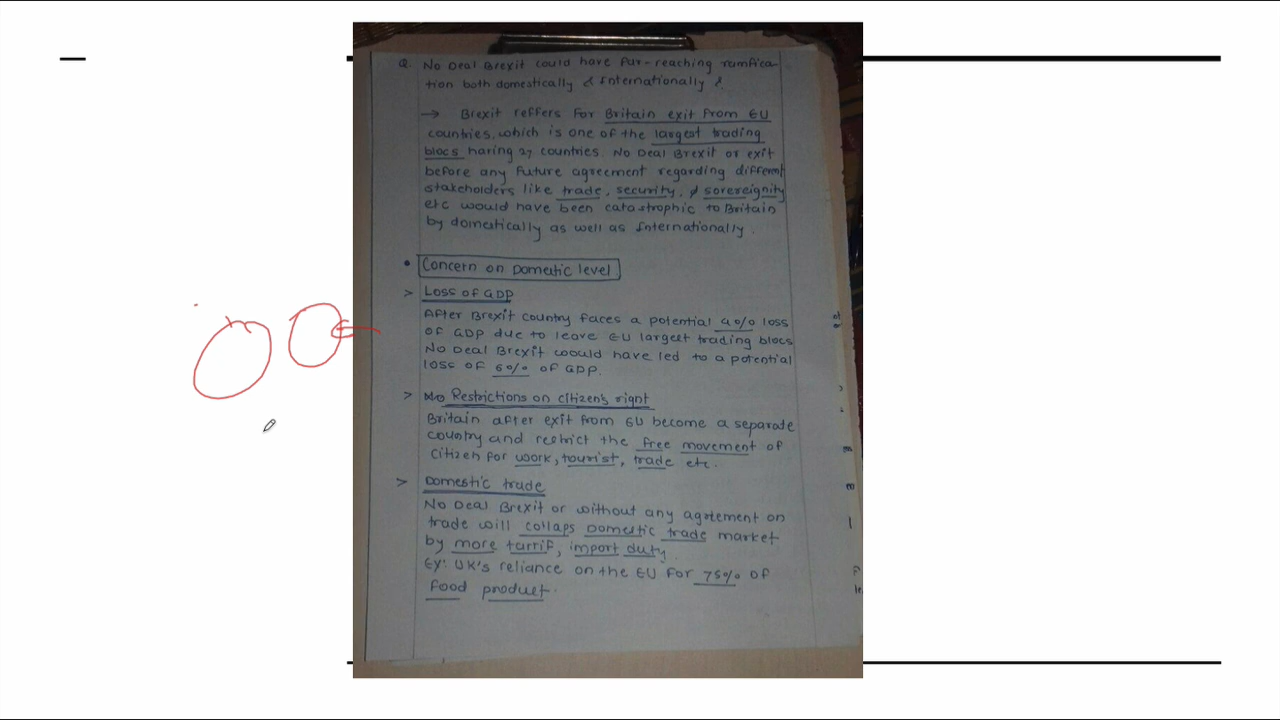 Q. No Deal Brexit could have far-reaching ramifica-
tion both domestically & Internationally &
→ Brexit reffers for Britain exit from EU
countries, which is one of the largest trading
blocs having 27 countries. No Deal Brexit or exit
before any future agreement regarding different
stakeholders like trade, security, & sorereignity
etc would have been catastrophic to Britain
by domestically as well as Internationally.
• Concern on Domestic level
> Loss of GDP
After Brexit country faces a potential 4% loss
of GDP due to leave EU largest trading blocs
No Deal Brexit woould have led to a potential
loss of 6% of GDP.
> Restrictions on citizen's right
Britain after exit from EU become a separate
country and restrict the free movement of
citizen for work, tourist, trade etc.
> Domestic trade
No Deal Brexit or without any agreement on
trade will collaps Domestic trade market
by more tarrif, import duty
Ex: UK's reliance on the EU for 75% of
food product.